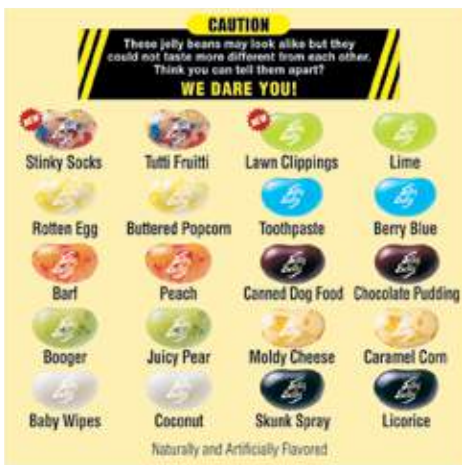 CAUTION
These jelly beans may look alike but they
could not taste more different from each other.
Think you can tell them apart?
WE DARE YOU!
NEW NEW
Stinky Socks Tutti Fruitti Lawn Clippings Lime
Rotten Egg Buttered Popcorn Toothpaste Berry Blue
Barf Peach Canned Dog Food Chocolate Pudding
Booger Juicy Pear Moldy Cheese Caramel Corn
Baby Wipes Coconut Skunk Spray Licorice
Naturally and Artificially Flavored